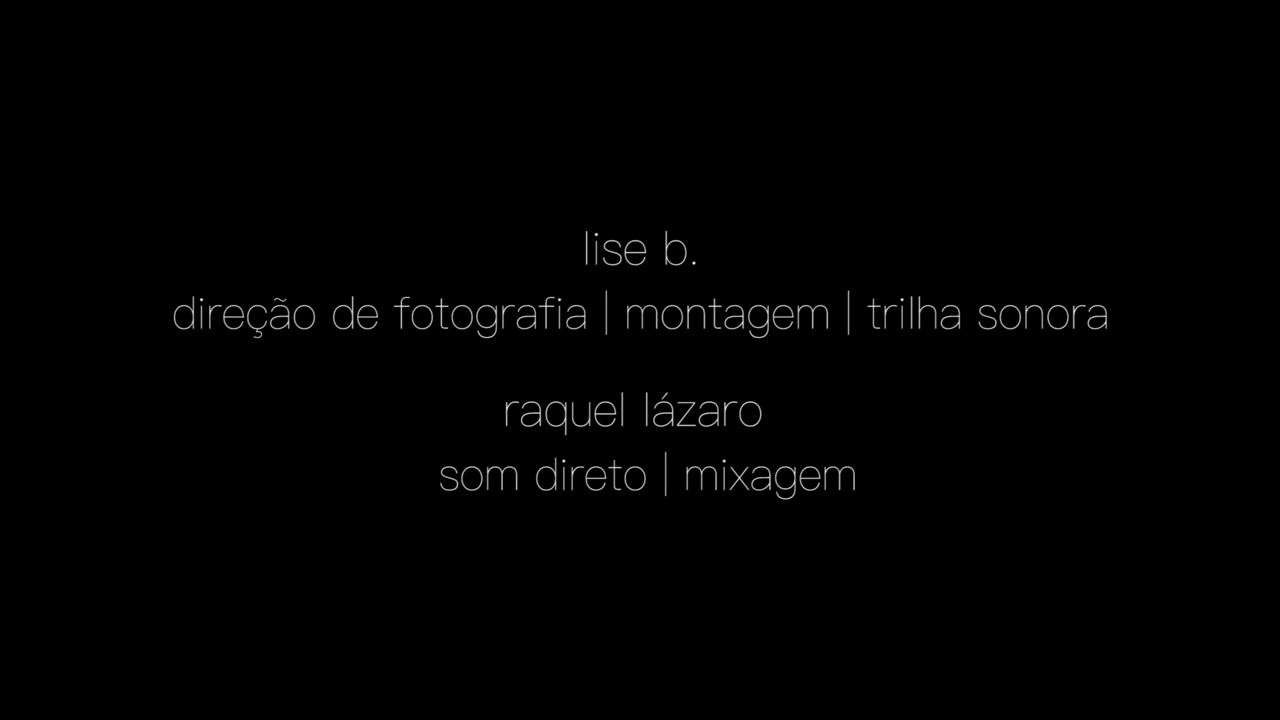 lise b.
direção de fotografia | montagem | trilha sonora
raquel lázaro
som direto | mixagem